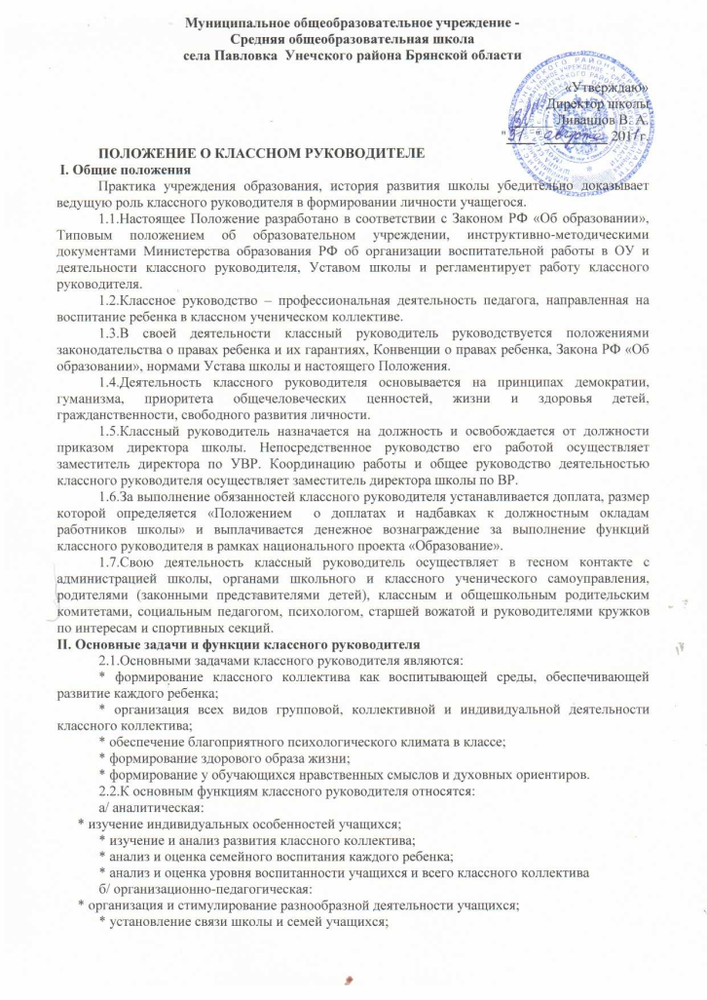 Муниципальное общеобразовательное учреждение -
Средняя общеобразовательная школа
села Павловка Унечского района Брянской области
«Утверждаю»
Директор школы
Ливанцов В. А.
"31" августа 2011г.
ПОЛОЖЕНИЕ О КЛАССНОМ РУКОВОДИТЕЛЕ
I. Общие положения
Практика учреждения образования, история развития школы убедительно доказывает
ведущую роль классного руководителя в формировании личности учащегося.
1.1.Настоящее Положение разработано в соответствии с Законом РФ «Об образовании»,
Типовым положением об образовательном учреждении, инструктивно-методическими
документами Министерства образования РФ об организации воспитательной работы в ОУ и
деятельности классного руководителя, Уставом школы и регламентирует работу классного
руководителя.
1.2.Классное руководство – профессиональная деятельность педагога, направленная на
воспитание ребенка в классном ученическом коллективе.
1.3.В своей деятельности классный руководитель руководствуется положениями
законодательства о правах ребенка и их гарантиях, Конвенции о правах ребенка, Закона РФ «Об
образовании», нормами Устава школы и настоящего Положения.
1.4.Деятельность классного руководителя основывается на принципах демократии,
гуманизма, приоритета общечеловеческих ценностей, жизни и здоровья детей,
гражданственности, свободного развития личности.
1.5.Классный руководитель назначается на должность и освобождается от должности
приказом директора школы. Непосредственное руководство его работой осуществляет
заместитель директора по УВР. Координацию работы и общее руководство деятельностью
классного руководителя осуществляет заместитель директора школы по ВР.
1.6.За выполнение обязанностей классного руководителя устанавливается доплата, размер
которой определяется «Положением о доплатах и надбавках к должностным окладам
работников школы» и выплачивается денежное вознаграждение за выполнение функций
классного руководителя в рамках национального проекта «Образование».
1.7.Свою деятельность классный руководитель осуществляет в тесном контакте с
администрацией школы, органами школьного и классного ученического самоуправления,
родителями (законными представителями детей), классным и общешкольным родительским
комитетами, социальным педагогом, психологом, старшей вожатой и руководителями кружков
по интересам и спортивных секций.
II. Основные задачи и функции классного руководителя
2.1.Основными задачами классного руководителя являются:
* формирование классного коллектива как воспитывающей среды, обеспечивающей
развитие каждого ребенка;
* организация всех видов групповой, коллективной и индивидуальной деятельности
классного коллектива;
* обеспечение благоприятного психологического климата в классе;
* формирование здорового образа жизни;
* формирование у обучающихся нравственных смыслов и духовных ориентиров.
2.2.К основным функциям классного руководителя относятся:
а/ аналитическая:
* изучение индивидуальных особенностей учащихся;
* изучение и анализ развития классного коллектива;
* анализ и оценка семейного воспитания каждого ребенка;
* анализ и оценка уровня воспитанности учащихся и всего классного коллектива
б/ организационно-педагогическая:
* организация и стимулирование разнообразной деятельности учащихся;
* установление связи школы и семей учащихся;